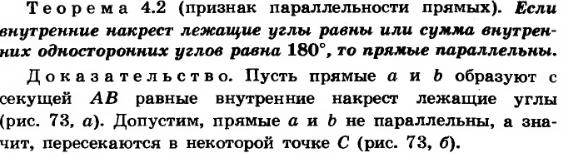 Теорема 4.2 (признак параллельности прямых). Если
внутренние накрест лежащие углы равны или сумма внутрен-
них односторонних углов равна 180°, то прямые параллельны.
Доказательство. Пусть прямые a и b образуют с
секущей AB равные внутренние накрест лежащие углы
(рис. 73, а). Допустим, прямые a и b не параллельны, а зна-
чит, пересекаются в некоторой точке C (рис. 73, б).